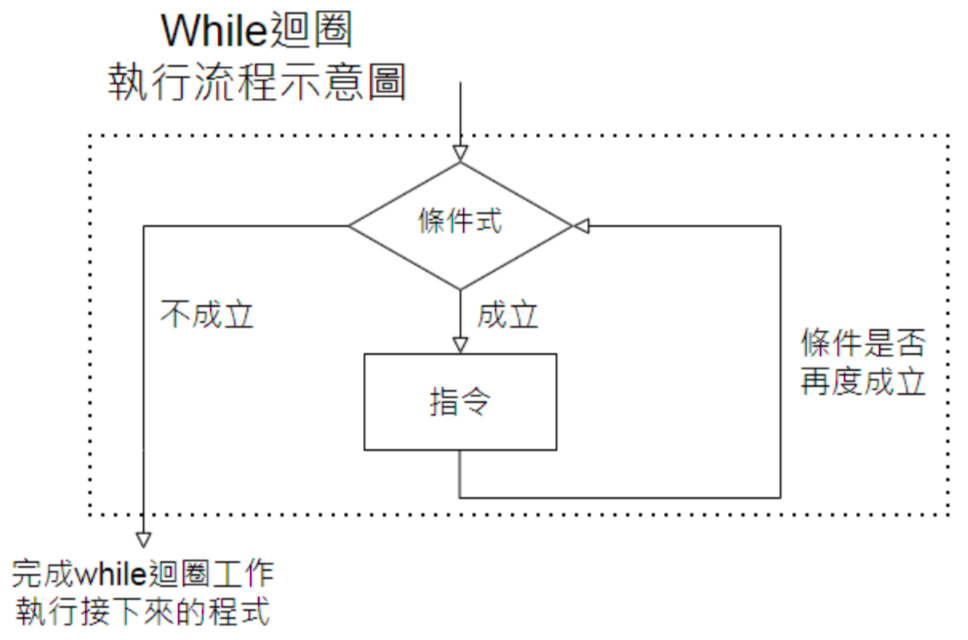 While迴圈
執行流程示意圖
條件式
不成立
成立
條件是否
再度成立
指令
完成while迴圈工作
執行接下來的程式